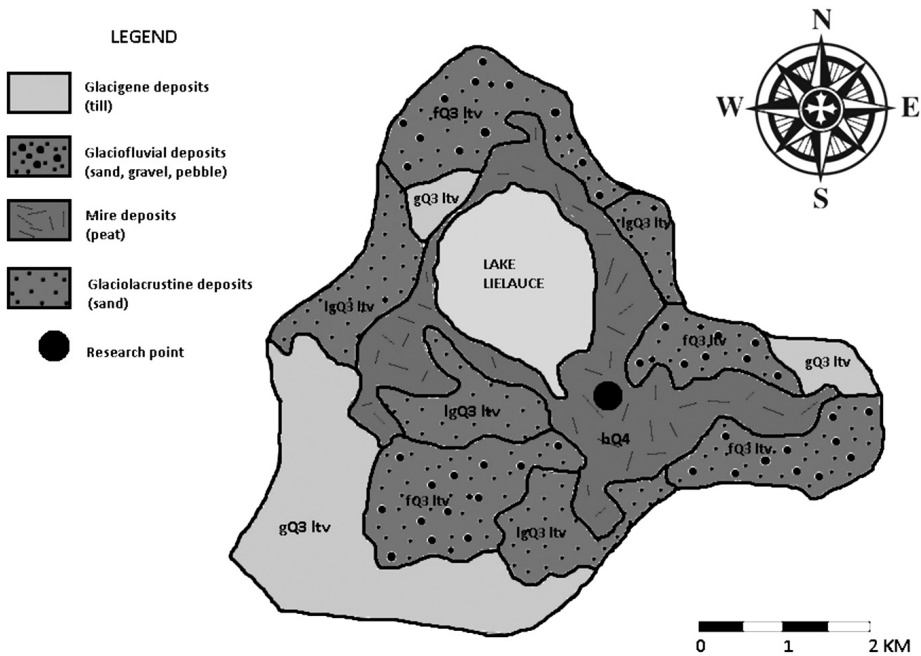 LEGEND
Glacigene deposits
(till)
Glaciofluvial deposits
(sand, gravel, pebble)
Mire deposits
(peat)
Glaciolacrustine deposits
(sand)
Research point
N
W
E
S
fQ3 ltv
gQ3 ltv
lgQ3 ltv
LAKE
LIELAUCE
lgQ3 ltv
fQ3 ltv
gQ3 ltv
lgQ3 ltv
bQ4
fQ3 ltv
fQ3 ltv
gQ3 ltv
lgQ3 ltv
0 1 2 KM